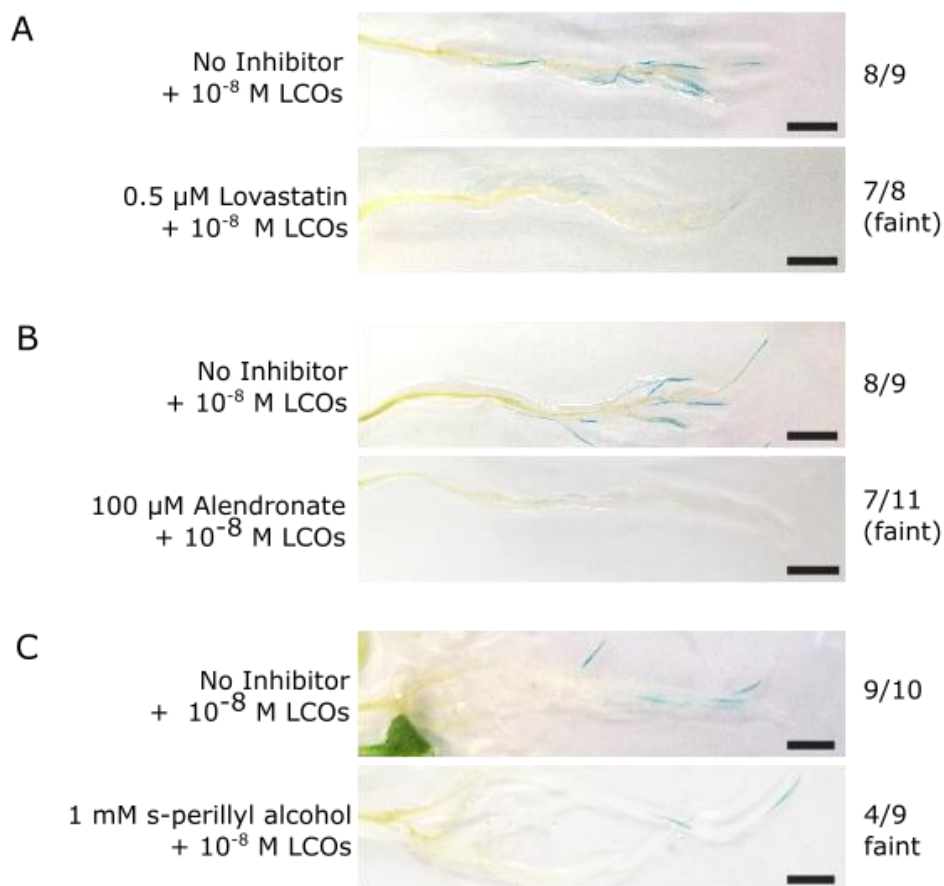 A
No Inhibitor
+ 10⁻⁸ M LCOs
8/9
0.5 µM Lovastatin
+ 10⁻⁸ M LCOs
7/8
(faint)
B
No Inhibitor
+ 10⁻⁸ M LCOs
8/9
100 µM Alendronate
+ 10⁻⁸ M LCOs
7/11
(faint)
C
No Inhibitor
+ 10⁻⁸ M LCOs
9/10
1 mM s-perillyl alcohol
+ 10⁻⁸ M LCOs
4/9
faint